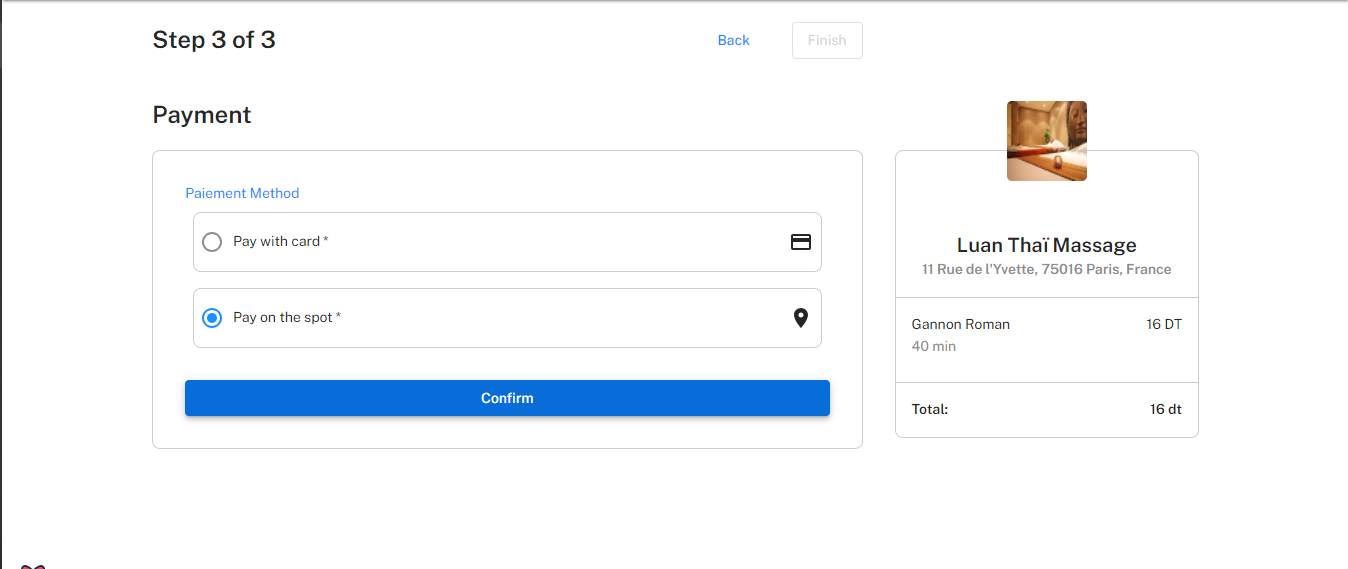 Step 3 of 3
Back
Finish
Payment
Paiement Method
Pay with card *
Pay on the spot *
Confirm
Luan Thaï Massage
11 Rue de l'Yvette, 75016 Paris, France
Gannon Roman 16 DT
40 min
Total: 16 dt